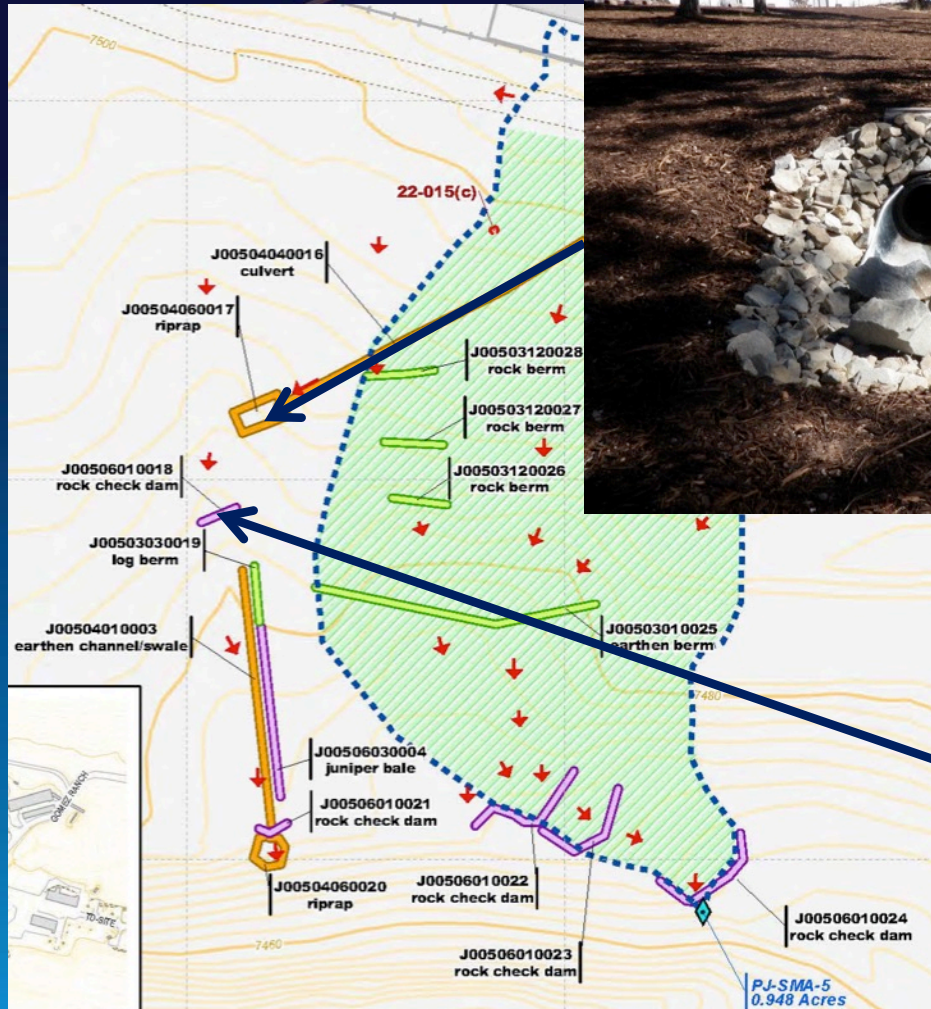 7500
22-015(c)
J00504040016
culvert
J00504060017
riprap
J00503120028
rock berm
J00503120027
rock berm
J00506010018
rock check dam
J00503120026
rock berm
J00503030019
log berm
J00504010003
earthen channel/swale
J00503010025
earthen berm
7480
J00506030004
juniper bale
GOMEZ RANCH
J00506010021
rock check dam
J00504060020
riprap
J00506010022
rock check dam
J00506010024
rock check dam
J00506010023
rock check dam
7460
PJ-SMA-5
0.948 Acres